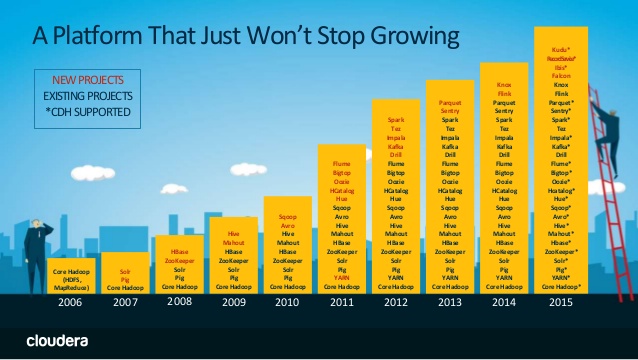 A Platform That Just Won't Stop Growing
NEW PROJECTS
EXISTING PROJECTS
*CDH SUPPORTED
Core Hadoop
(HDFS,
MapReduce)
2006
Solr
Pig
Core Hadoop
2007
HBase
ZooKeeper
Solr
Pig
Core Hadoop
2008
Hive
Mahout
HBase
ZooKeeper
Solr
Pig
Core Hadoop
2009
Sqoop
Avro
Hive
Mahout
HBase
ZooKeeper
Solr
Pig
Core Hadoop
2010
Flume
Bigtop
Oozie
HCatalog
Hue
Sqoop
Avro
Hive
Mahout
HBase
ZooKeeper
Solr
Pig
YARN
Core Hadoop
2011
Spark
Tez
Impala
Kafka
Drill
Flume
Bigtop
Oozie
HCatalog
Hue
Sqoop
Avro
Hive
Mahout
HBase
ZooKeeper
Solr
Pig
YARN
Core Hadoop
2012
Parquet
Sentry
Spark
Tez
Impala
Kafka
Drill
Flume
Bigtop
Oozie
HCatalog
Hue
Sqoop
Avro
Hive
Mahout
HBase
ZooKeeper
Solr
Pig
YARN
Core Hadoop
2013
Knox
Flink
Parquet
Sentry
Spark
Tez
Impala
Kafka
Drill
Flume
Bigtop
Oozie
HCatalog
Hue
Sqoop
Avro
Hive
Mahout
HBase
ZooKeeper
Solr
Pig
YARN
Core Hadoop
2014
Kudu*
RecordService*
Ibis*
Falcon
Knox
Flink
Parquet*
Sentry*
Spark*
Tez
Impala*
Kafka*
Drill
Flume*
Bigtop*
Oozie*
Hcatalog*
Hue*
Sqoop*
Avro*
Hive*
Mahout*
Hbase*
ZooKeeper*
Solr*
Pig*
YARN*
Core Hadoop*
2015
cloudera